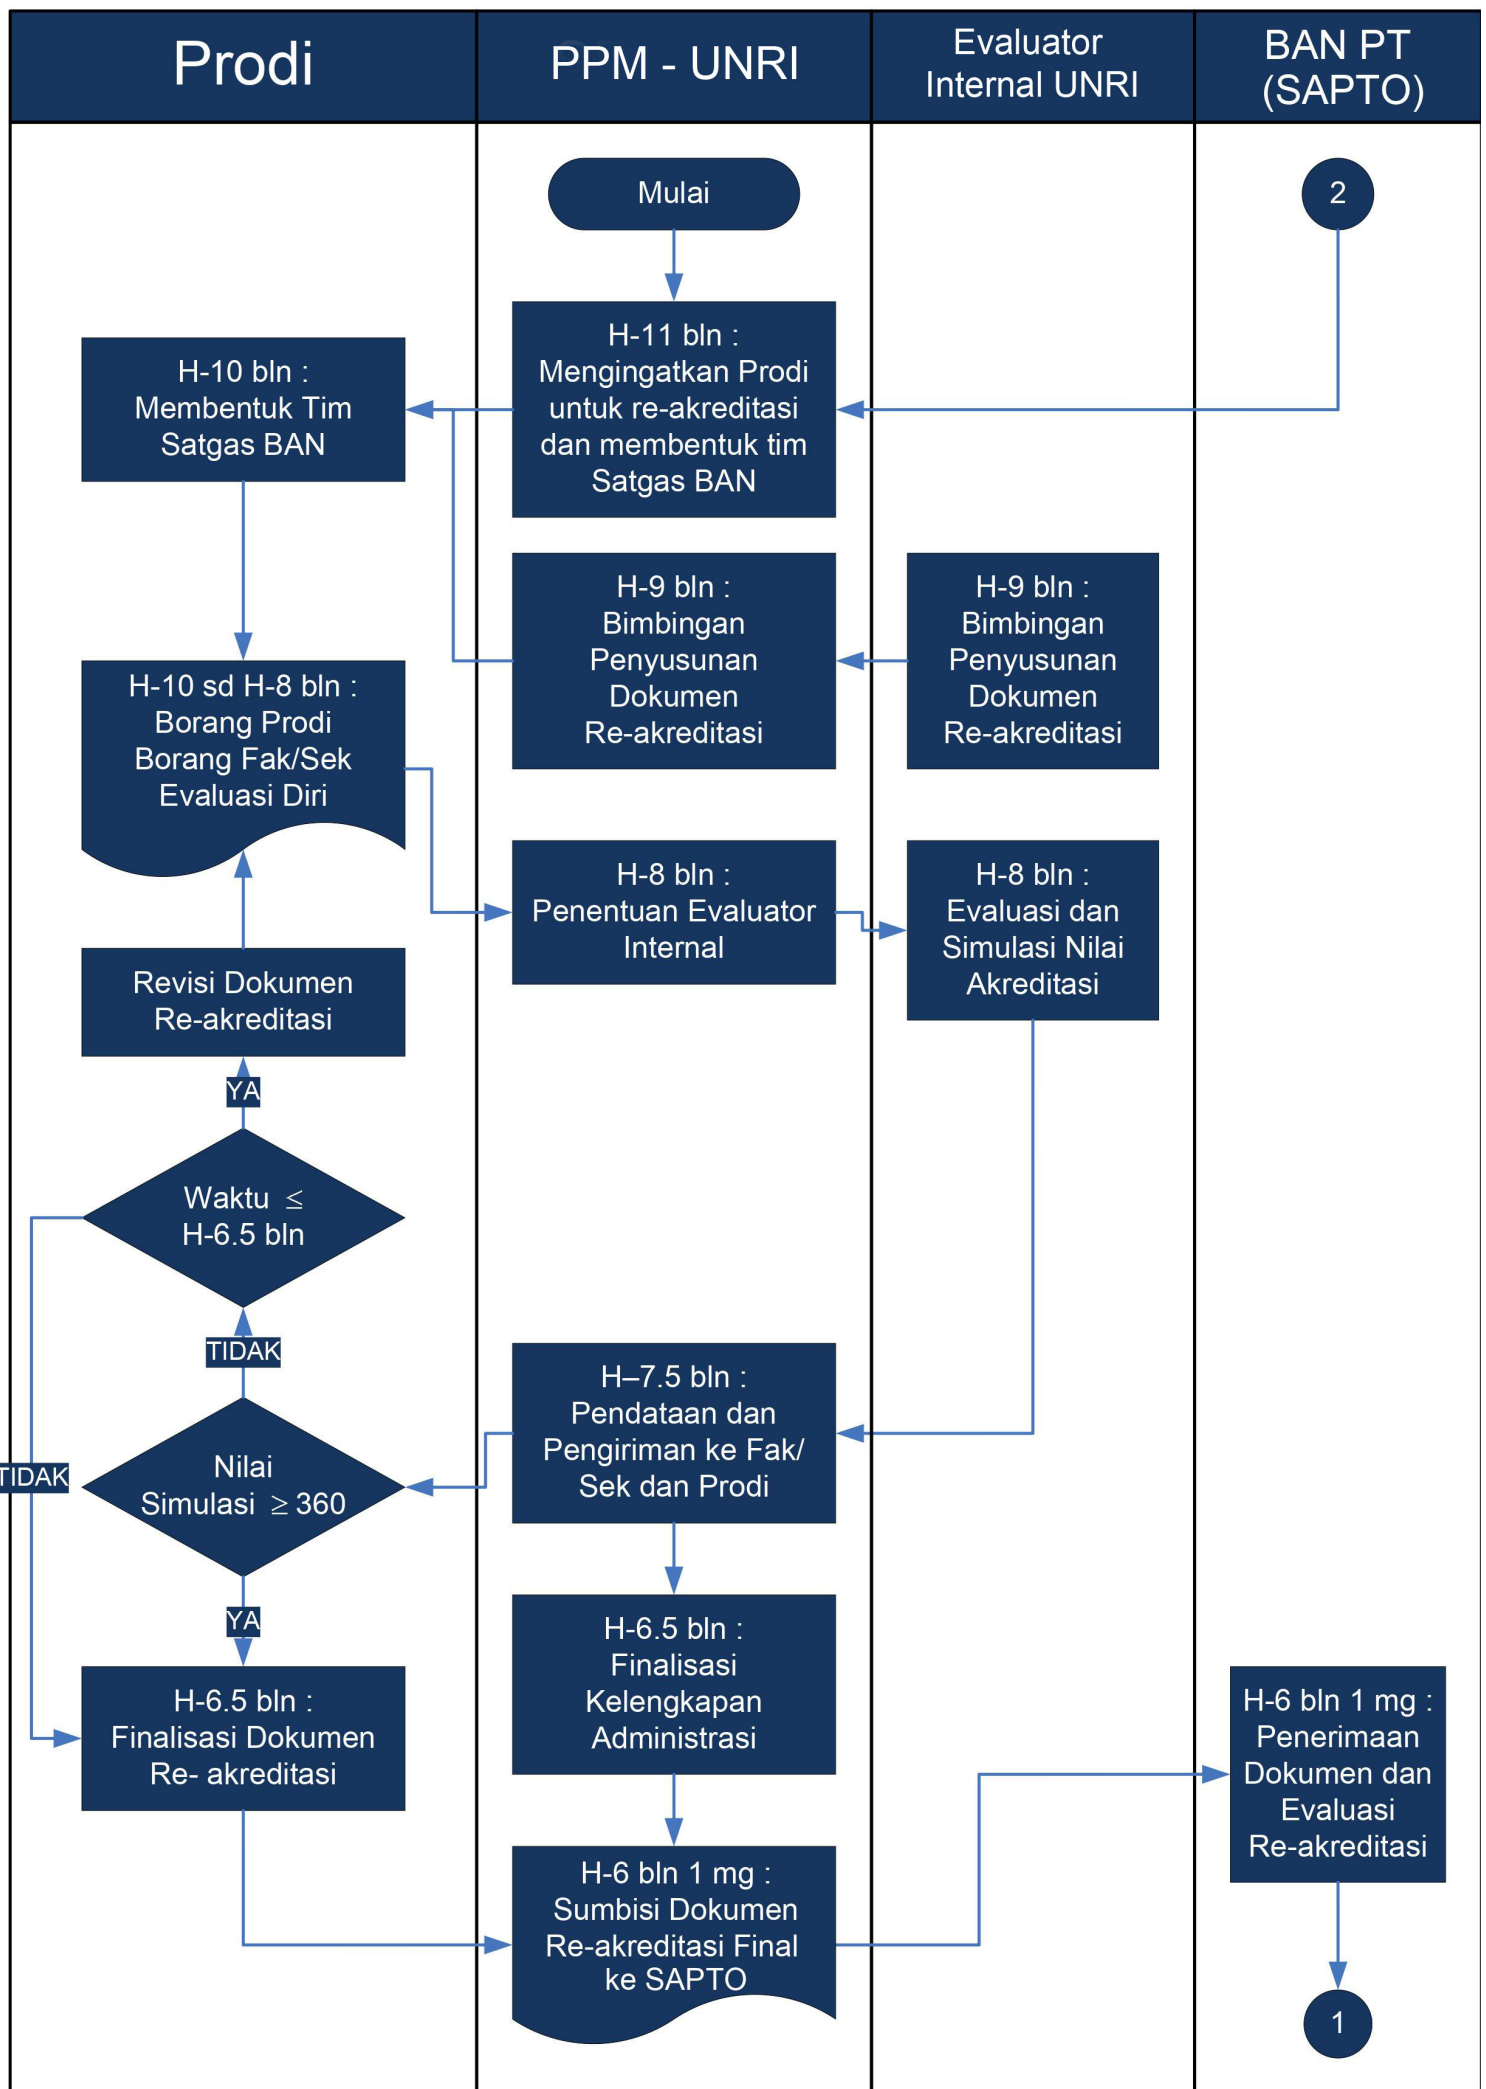 Prodi
PPM - UNRI
Evaluator
Internal UNRI
BAN PT
(SAPTO)
Mulai
2
H-11 bln :
Mengingatkan Prodi
untuk re-akreditasi
dan membentuk tim
Satgas BAN
H-10 bln :
Membentuk Tim
Satgas BAN
H-9 bln :
Bimbingan
Penyusunan
Dokumen
Re-akreditasi
H-9 bln :
Bimbingan
Penyusunan
Dokumen
Re-akreditasi
H-10 sd H-8 bln :
Borang Prodi
Borang Fak/Sek
Evaluasi Diri
H-8 bln :
Penentuan Evaluator
Internal
H-8 bln :
Evaluasi dan
Simulasi Nilai
Akreditasi
Revisi Dokumen
Re-akreditasi
YA
Waktu ≤
H-6.5 bln
TIDAK
H–7.5 bln :
Pendataan dan
Pengiriman ke Fak/
Sek dan Prodi
Nilai
Simulasi ≥ 360
TIDAK
YA
H-6.5 bln :
Finalisasi
Kelengkapan
Administrasi
H-6.5 bln :
Finalisasi Dokumen
Re- akreditasi
H-6 bln 1 mg :
Penerimaan
Dokumen dan
Evaluasi
Re-akreditasi
H-6 bln 1 mg :
Sumbisi Dokumen
Re-akreditasi Final
ke SAPTO
1